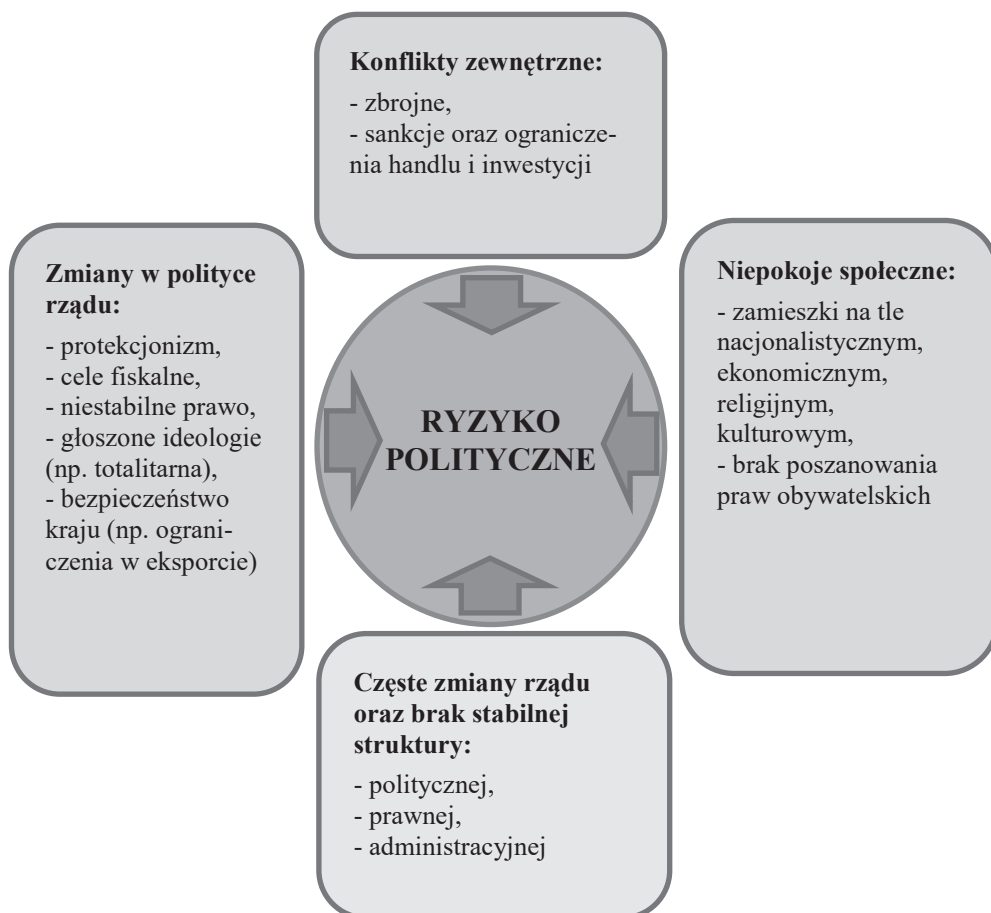 Konflikty zewnętrzne:
- zbrojne,
- sankcje oraz ogranicze-
nia handlu i inwestycji
Zmiany w polityce
rządu:
- protekcjonizm,
- cele fiskalne,
- niestabilne prawo,
- głoszone ideologie
(np. totalitarna),
- bezpieczeństwo
kraju (np. ograni-
czenia w eksporcie)
RYZYKO
POLITYCZNE
Niepokoje społeczne:
- zamieszki na tle
nacjonalistycznym,
ekonomicznym,
religijnym,
kulturowym,
- brak poszanowania
praw obywatelskich
Częste zmiany rządu
oraz brak stabilnej
struktury:
- politycznej,
- prawnej,
- administracyjnej